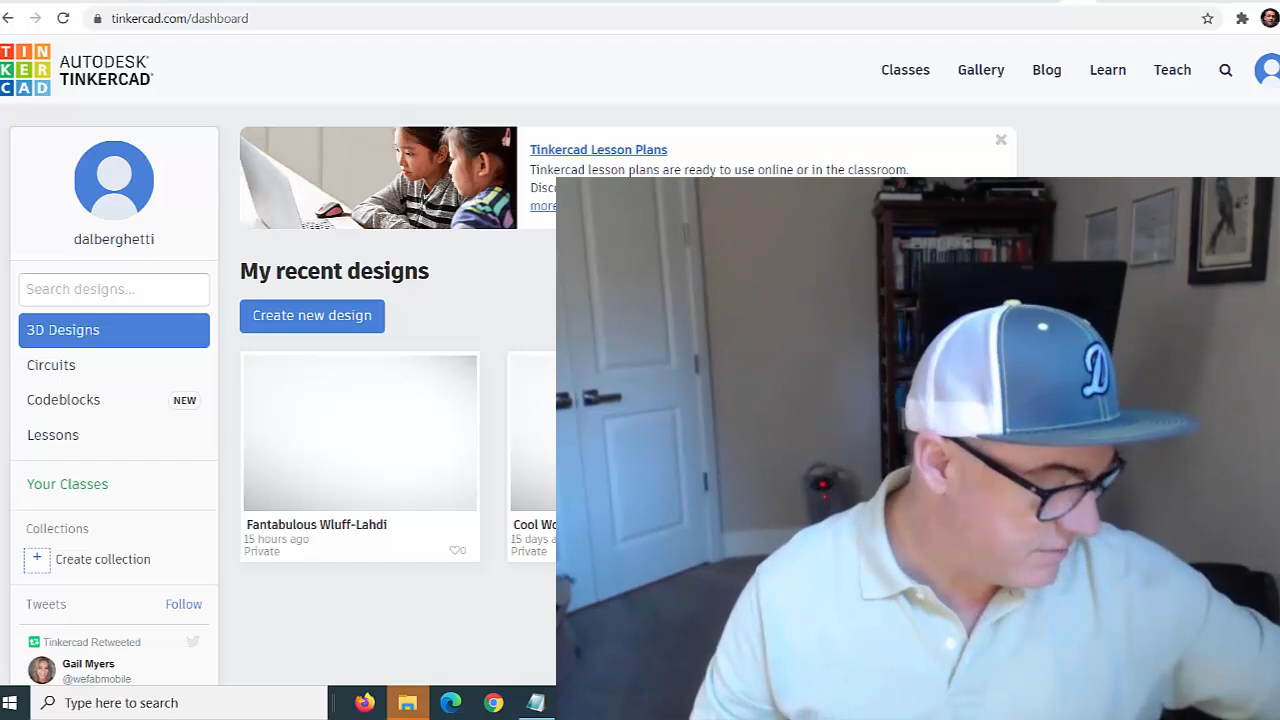 tinkercad.com/dashboard
TIN
KER
CAD
AUTODESK®
TINKERCAD®
Classes
Gallery
Blog
Learn
Teach
dalberghetti
Search designs...
3D Designs
Circuits
Codeblocks
NEW
Lessons
Your Classes
Collections
+ Create collection
Tweets
Follow
Tinkercad Retweeted
Gail Myers
@wefabmobile
Tinkercad Lesson Plans
Tinkercad lesson plans are ready to use online or in the classroom.
Disc
more
My recent designs
Create new design
Fantabulous Wluff-Lahdi
15 hours ago
Private
0
Cool Wo
15 days a
Private
D
Type here to search